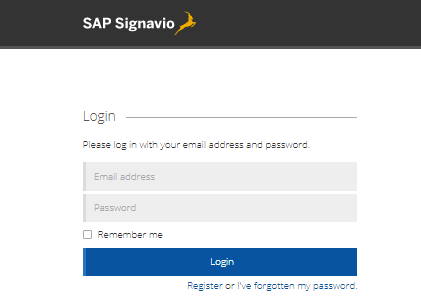 SAP Signavio
Login
Please log in with your email address and password.
Email address
Password
Remember me
Login
Register or I've forgotten my password.